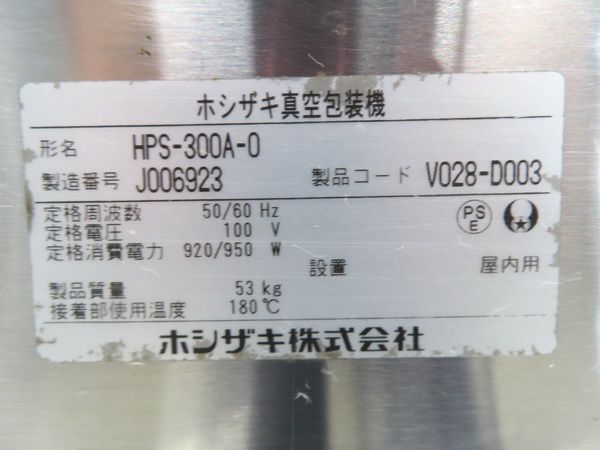 ホシザキ真空包装機
形名 HPS-300A-0
製造番号 J006923 製品コード V028-D003
定格周波数 50/60 Hz
定格電圧 100 V
定格消費電力 920/950 W
PS E
設置 屋内用
製品質量 53 kg
接着部使用温度 180℃
ホシザキ株式会社